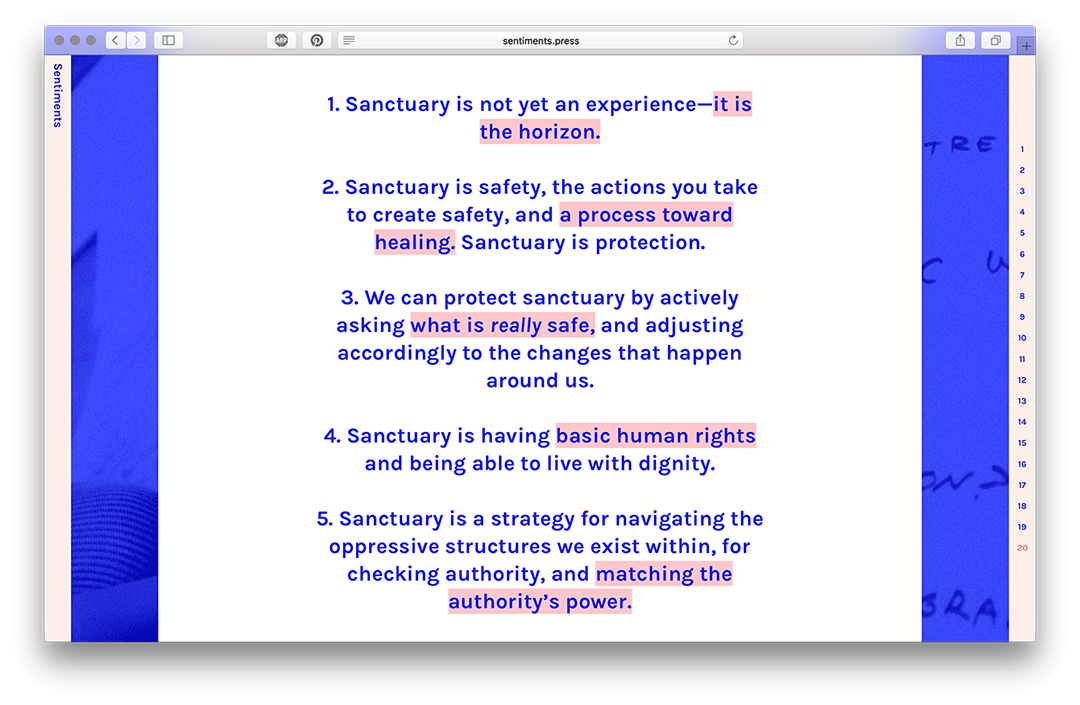 sentiments.press
ABP
Sentiments
1. Sanctuary is not yet an experience—it is
the horizon.
2. Sanctuary is safety, the actions you take
to create safety, and a process toward
healing. Sanctuary is protection.
3. We can protect sanctuary by actively
asking what is really safe, and adjusting
accordingly to the changes that happen
around us.
4. Sanctuary is having basic human rights
and being able to live with dignity.
5. Sanctuary is a strategy for navigating the
oppressive structures we exist within, for
checking authority, and matching the
authority’s power.
TRE
1
2
3
4
5
6
7
8
9
10
11
12
13
14
15
16
17
18
19
20